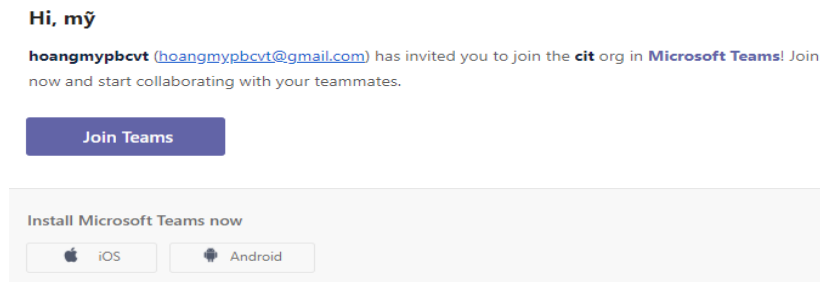 Hi, mỹ
hoangmypbcvt (hoangmypbcvt@gmail.com) has invited you to join the cit org in Microsoft Teams! Join
now and start collaborating with your teammates.
Join Teams
Install Microsoft Teams now
iOS
Android